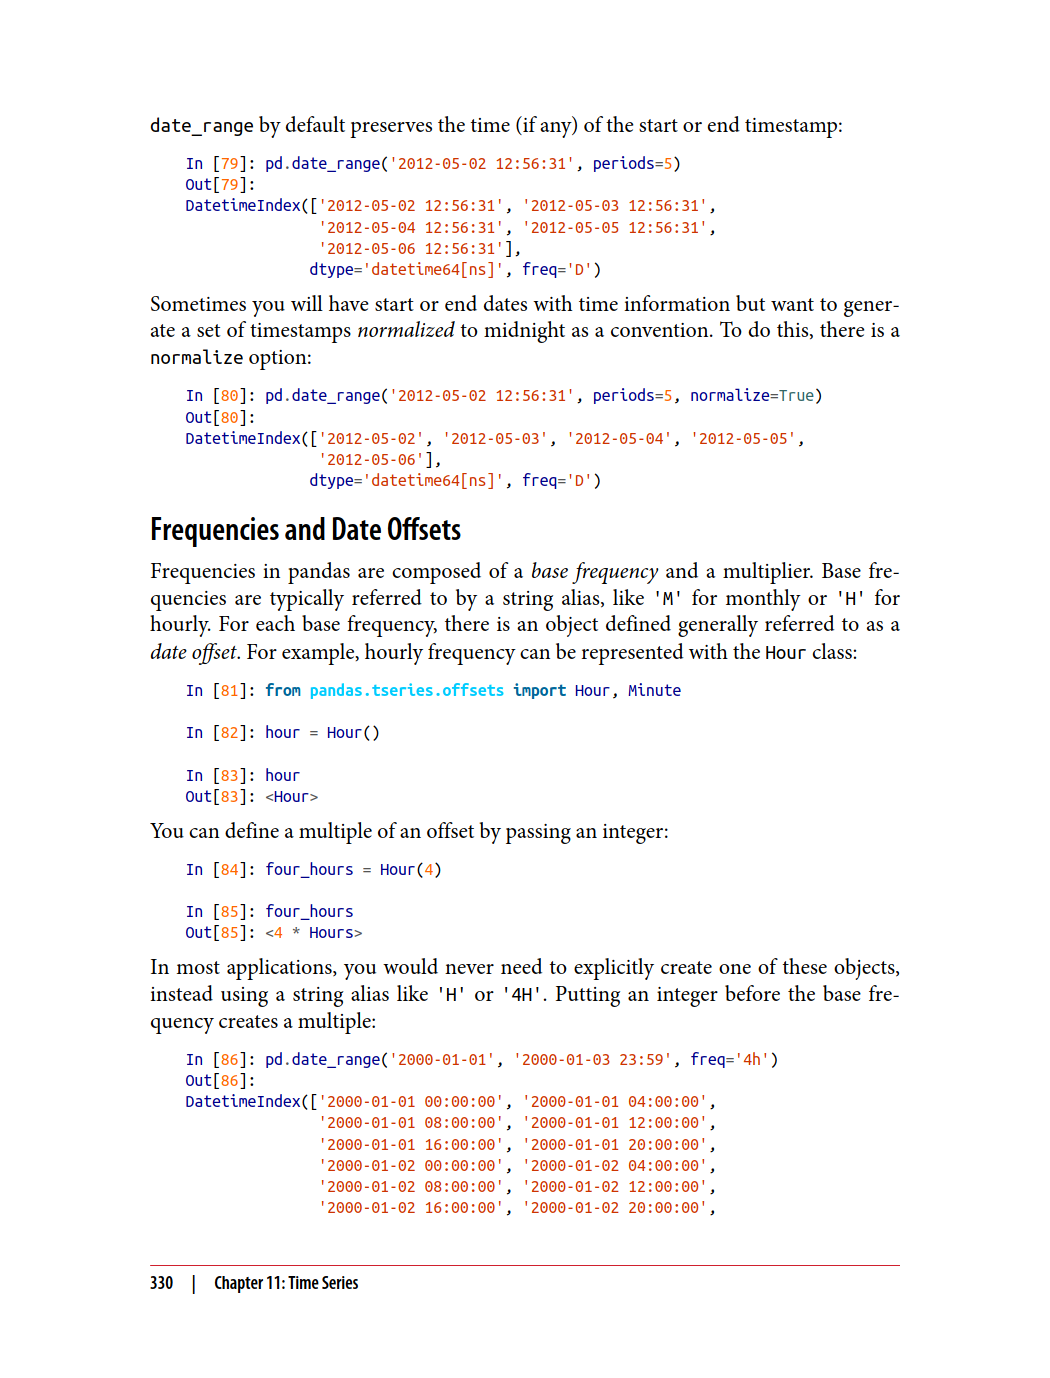 date_range by default preserves the time (if any) of the start or end timestamp:
In [79]: pd.date_range('2012-05-02 12:56:31', periods=5)
Out[79]:
DatetimeIndex(['2012-05-02 12:56:31', '2012-05-03 12:56:31',
'2012-05-04 12:56:31', '2012-05-05 12:56:31',
'2012-05-06 12:56:31'],
dtype='datetime64[ns]', freq='D')
Sometimes you will have start or end dates with time information but want to gener-
ate a set of timestamps normalized to midnight as a convention. To do this, there is a
normalize option:
In [80]: pd.date_range('2012-05-02 12:56:31', periods=5, normalize=True)
Out[80]:
DatetimeIndex(['2012-05-02', '2012-05-03', '2012-05-04', '2012-05-05',
'2012-05-06'],
dtype='datetime64[ns]', freq='D')
Frequencies and Date Offsets
Frequencies in pandas are composed of a base frequency and a multiplier. Base fre-
quencies are typically referred to by a string alias, like 'M' for monthly or 'H' for
hourly. For each base frequency, there is an object defined generally referred to as a
date offset. For example, hourly frequency can be represented with the Hour class:
In [81]: from pandas.tseries.offsets import Hour, Minute
In [82]: hour = Hour()
In [83]: hour
Out[83]: <Hour>
You can define a multiple of an offset by passing an integer:
In [84]: four_hours = Hour(4)
In [85]: four_hours
Out[85]: <4 * Hours>
In most applications, you would never need to explicitly create one of these objects,
instead using a string alias like 'H' or '4H'. Putting an integer before the base fre-
quency creates a multiple:
In [86]: pd.date_range('2000-01-01', '2000-01-03 23:59', freq='4h')
Out[86]:
DatetimeIndex(['2000-01-01 00:00:00', '2000-01-01 04:00:00',
'2000-01-01 08:00:00', '2000-01-01 12:00:00',
'2000-01-01 16:00:00', '2000-01-01 20:00:00',
'2000-01-02 00:00:00', '2000-01-02 04:00:00',
'2000-01-02 08:00:00', '2000-01-02 12:00:00',
'2000-01-02 16:00:00', '2000-01-02 20:00:00',
330 | Chapter 11: Time Series